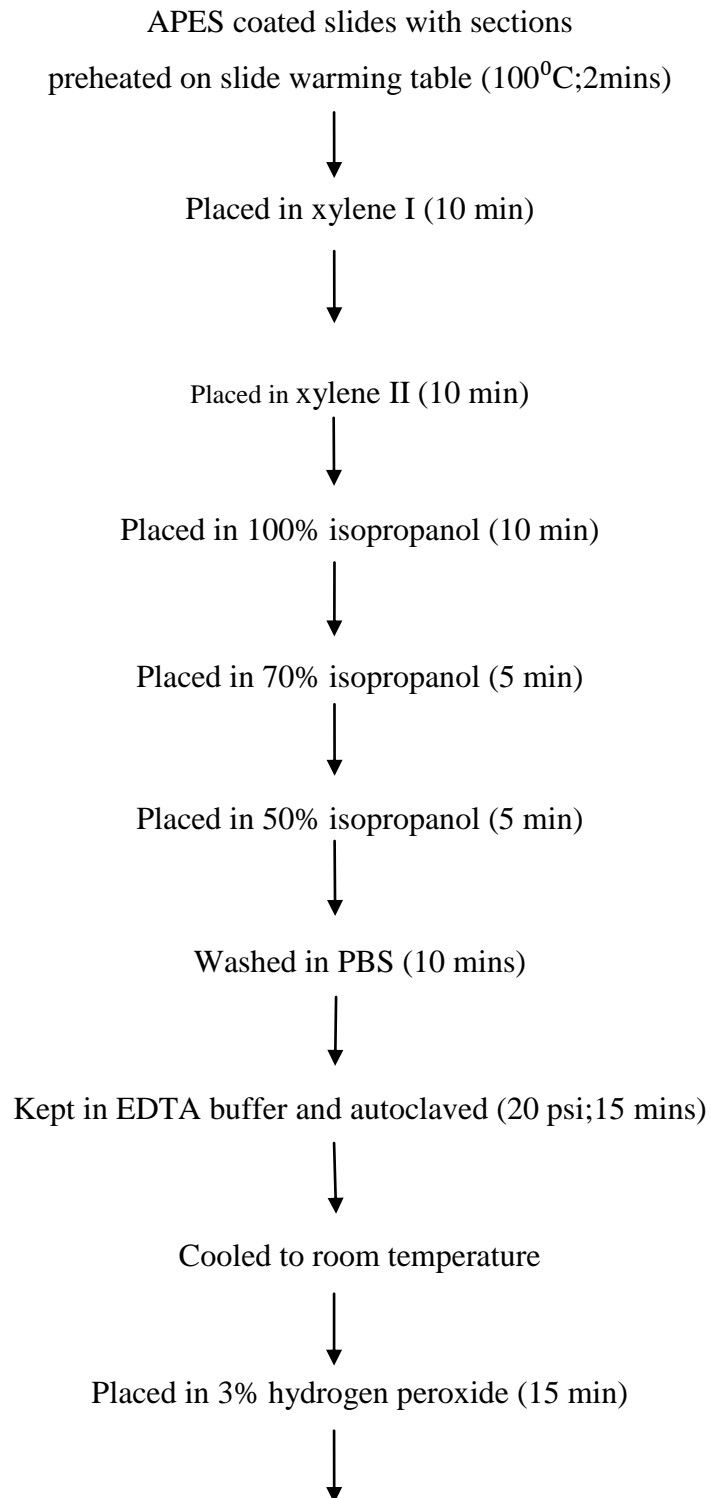 APES coated slides with sections
preheated on slide warming table (100⁰C;2mins)
Placed in xylene I (10 min)
Placed in xylene II (10 min)
Placed in 100% isopropanol (10 min)
Placed in 70% isopropanol (5 min)
Placed in 50% isopropanol (5 min)
Washed in PBS (10 mins)
Kept in EDTA buffer and autoclaved (20 psi;15 mins)
Cooled to room temperature
Placed in 3% hydrogen peroxide (15 min)